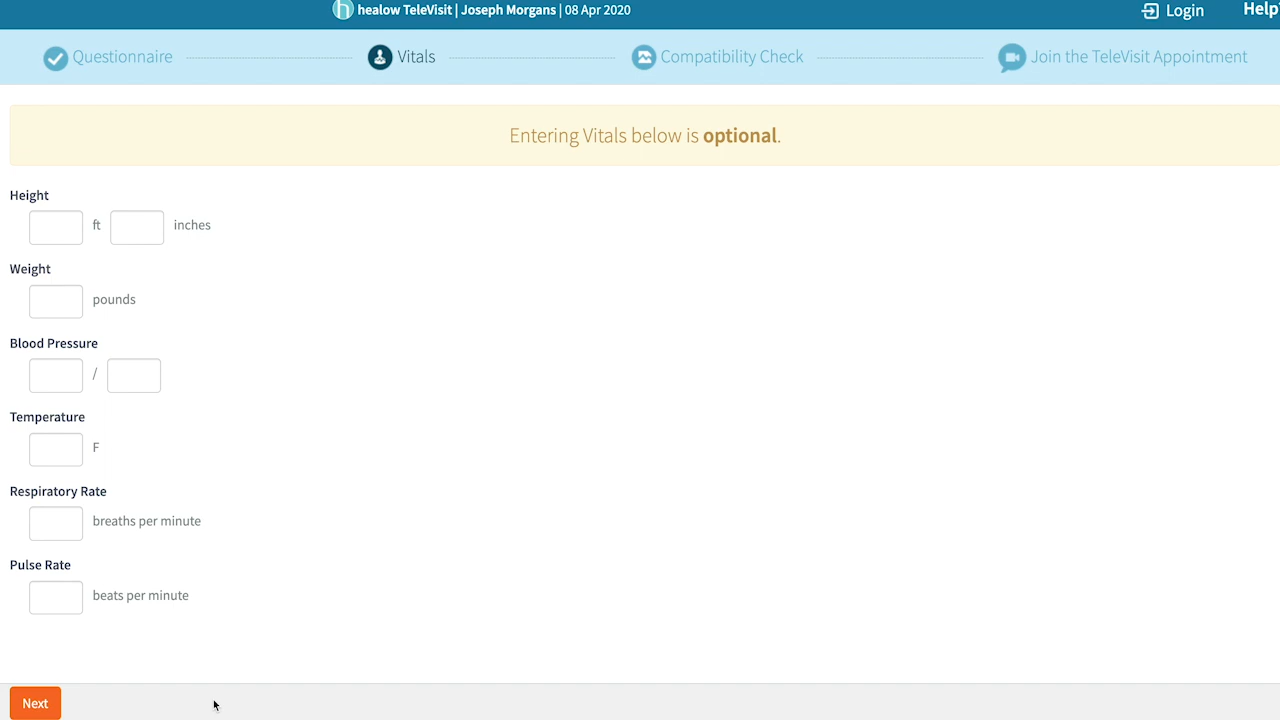 healow TeleVisit | Joseph Morgans | 08 Apr 2020
Login
Help
Questionnaire
Vitals
Compatibility Check
Join the TeleVisit Appointment
Entering Vitals below is optional.
Height
ft inches
Weight
pounds
Blood Pressure
/
Temperature
F
Respiratory Rate
breaths per minute
Pulse Rate
beats per minute
Next